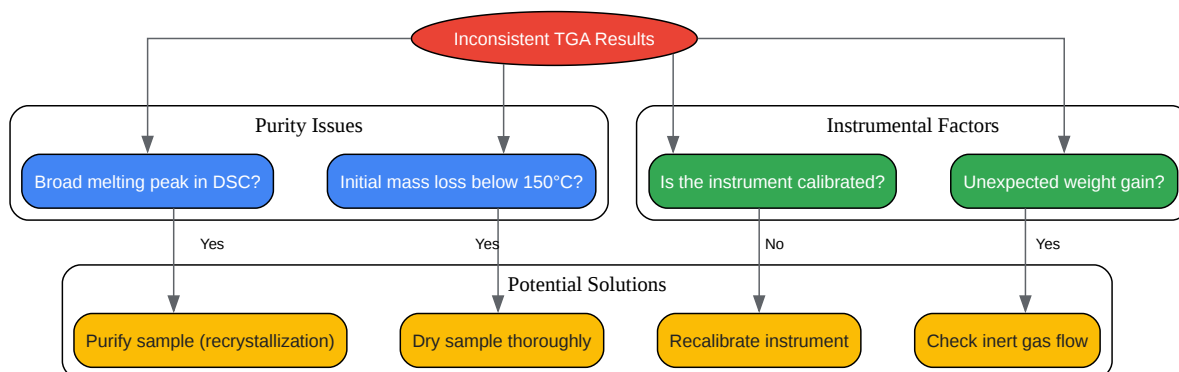 Inconsistent TGA Results
Purity Issues
Instrumental Factors
Broad melting peak in DSC?
Initial mass loss below 150°C?
Is the instrument calibrated?
Unexpected weight gain?
Yes
Yes
No
Yes
Potential Solutions
Purify sample (recrystallization)
Dry sample thoroughly
Recalibrate instrument
Check inert gas flow